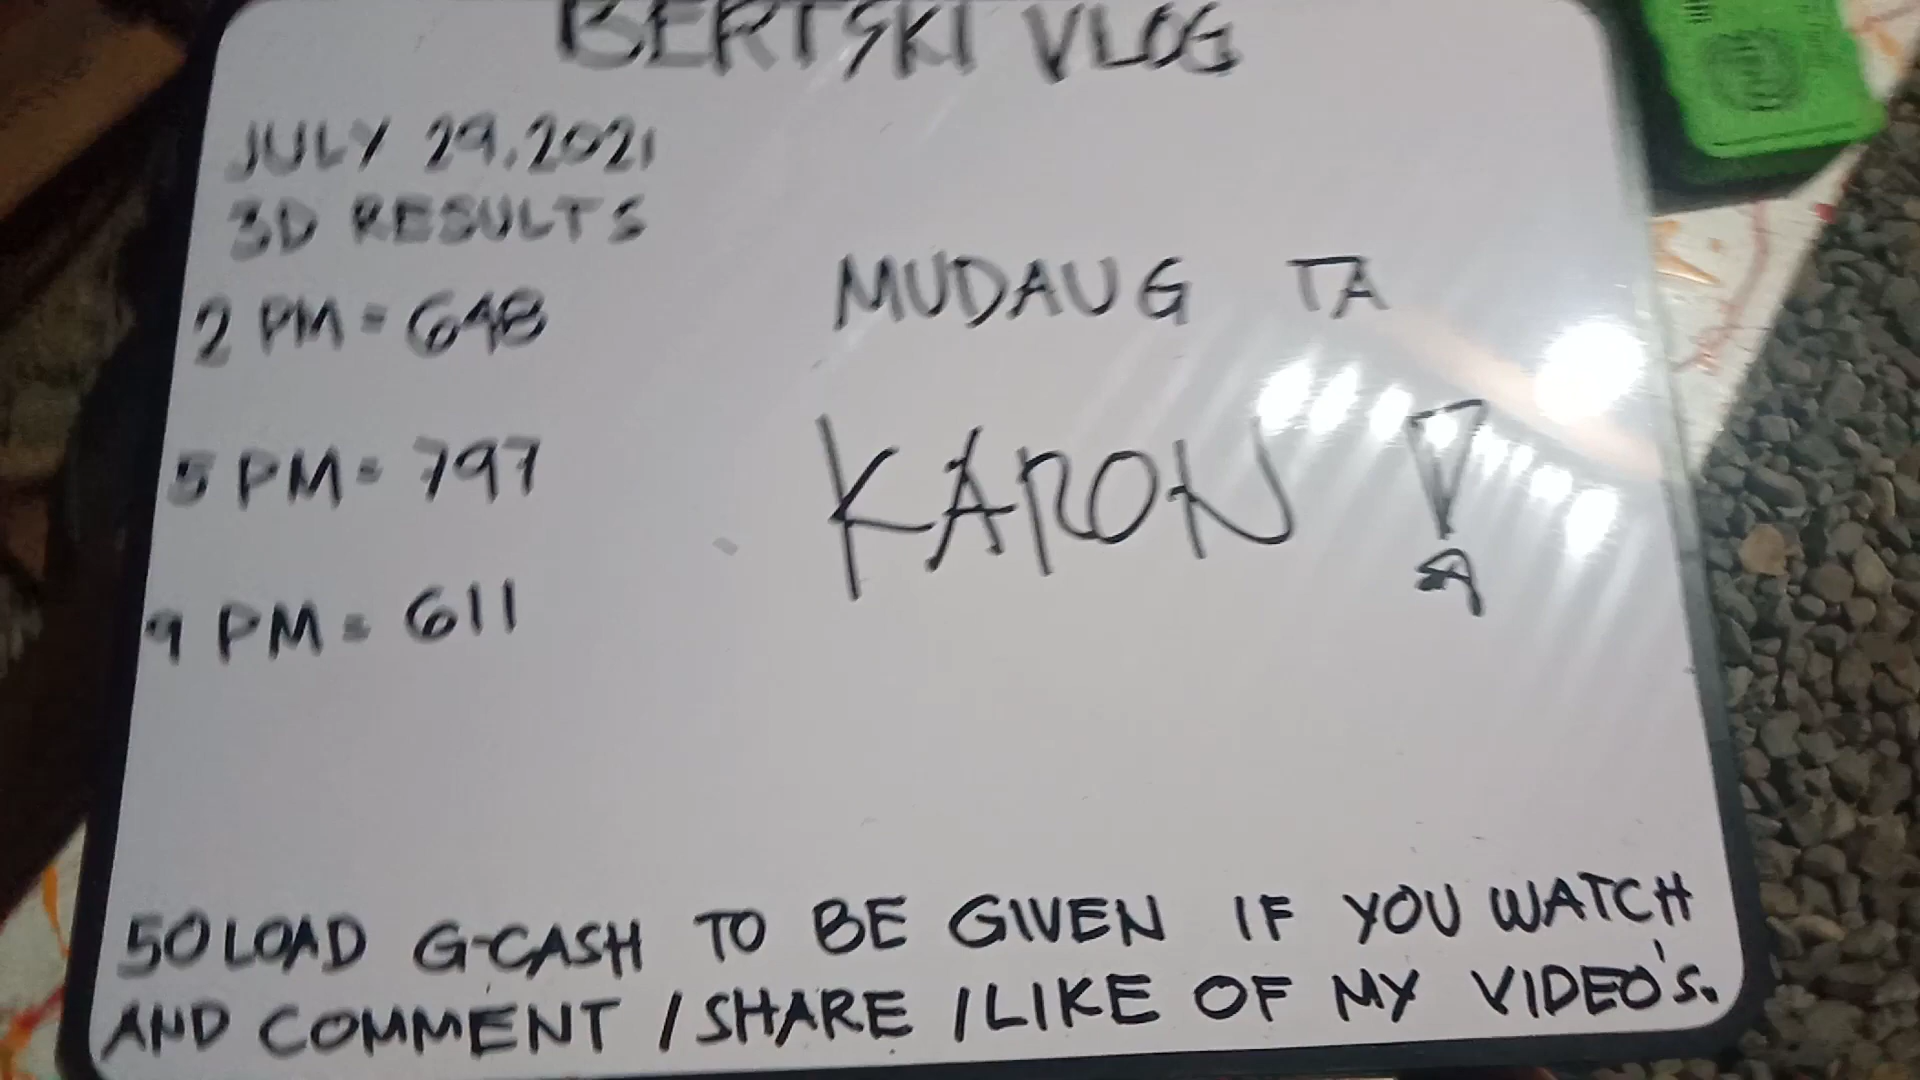 BERTSKI VLOG
JULY 29, 2021
3D RESULTS
2 PM = 648
5 PM = 797
9 PM = 611
MUDAUG TA
KARON !
50 LOAD G-CASH TO BE GIVEN IF YOU WATCH
AND COMMENT / SHARE / LIKE OF MY VIDEO'S.